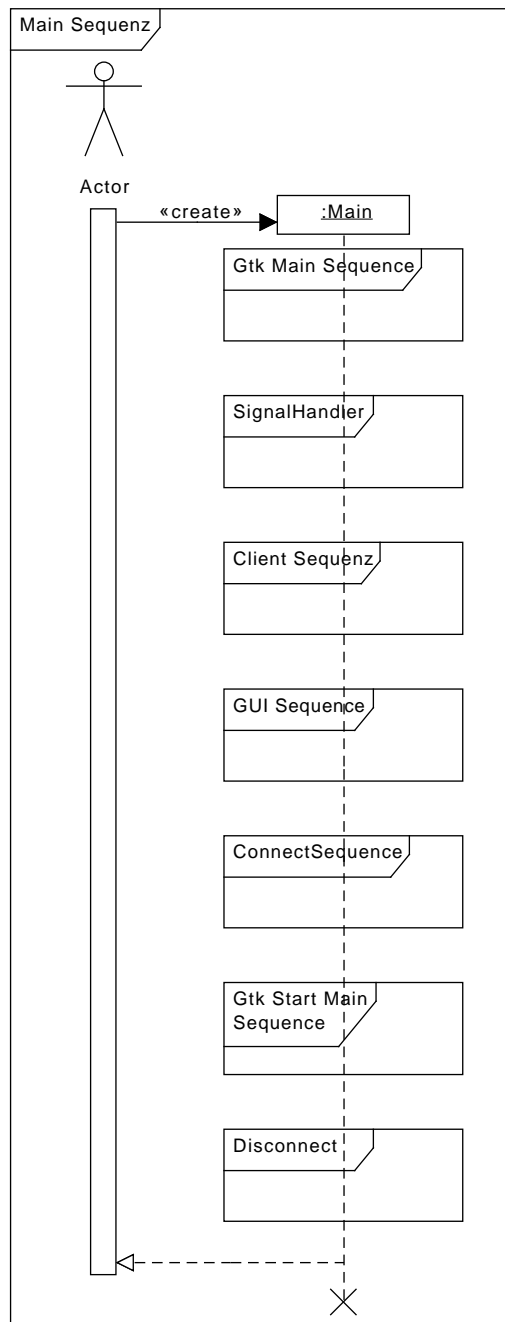 Main Sequenz
Actor
«create»
:Main
Gtk Main Sequence
SignalHandler
Client Sequenz
GUI Sequence
ConnectSequence
Gtk Start Main
Sequence
Disconnect